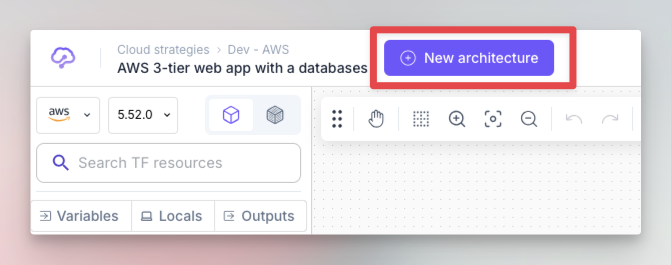 Cloud strategies › Dev - AWS
AWS 3-tier web app with a databases
New architecture
aws
5.52.0
Search TF resources
Variables
Locals
Outputs